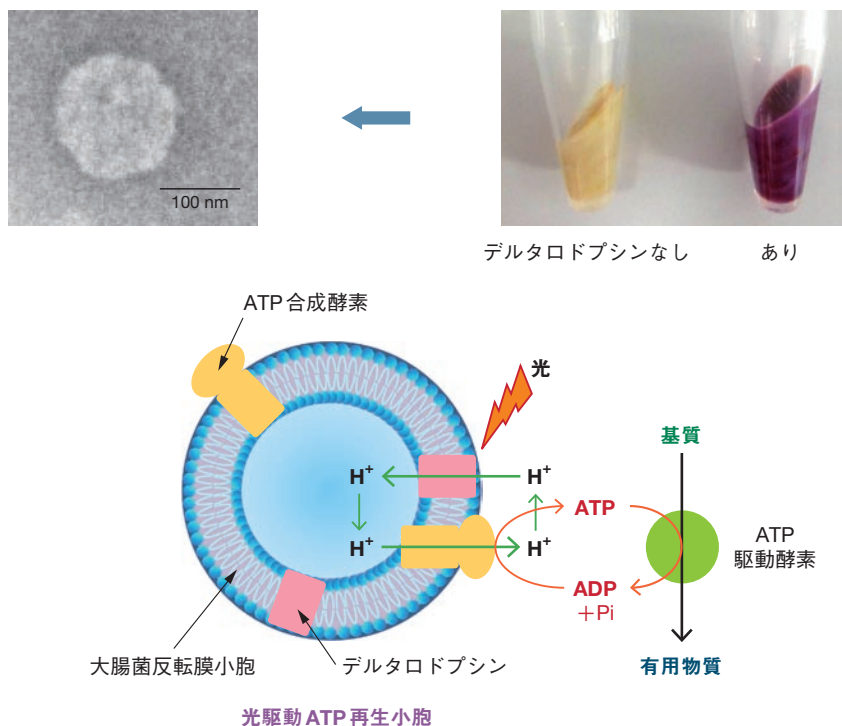 100 nm
デルタロドプシンなし
あり
ATP合成酵素
光
基質
H+
H+
ATP
ATP
駆動酵素
H+
H+
ADP
+Pi
大腸菌反転膜小胞
デルタロドプシン
有用物質
光駆動ATP再生小胞